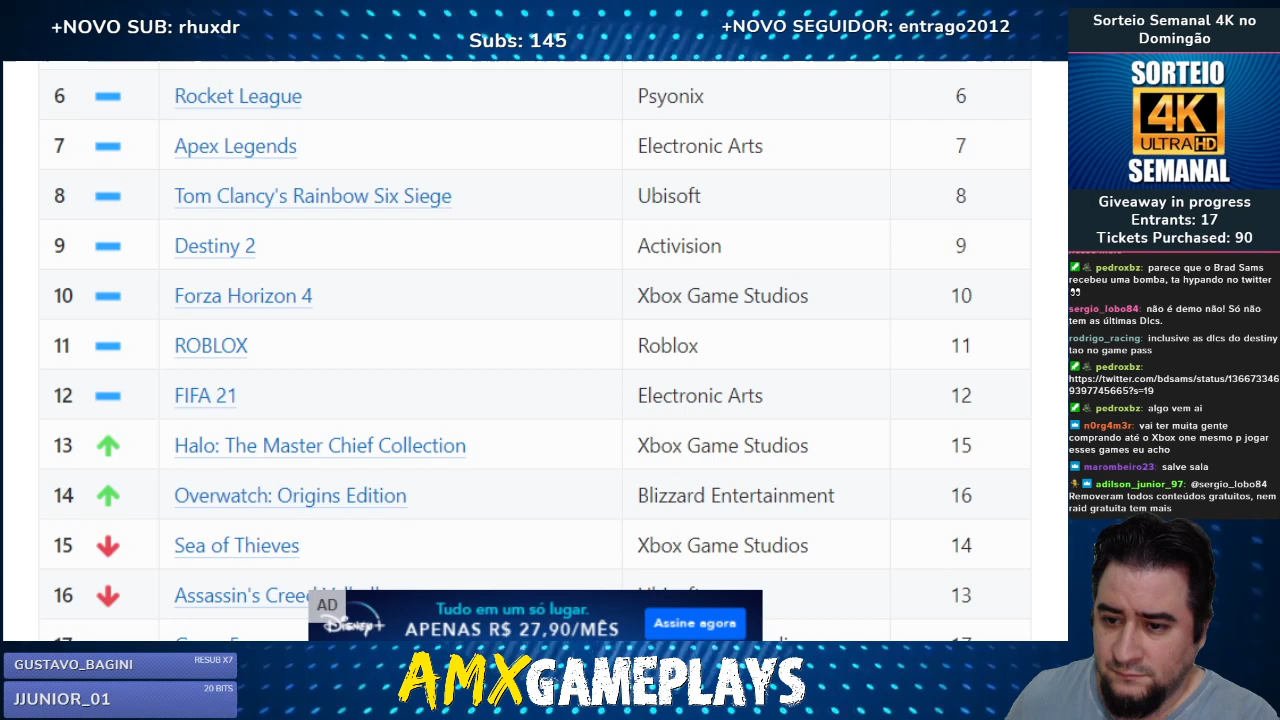 +NOVO SUB: rhuxdr
Subs: 145
+NOVO SEGUIDOR: entrago2012
6 Rocket League Psyonix 6
7 Apex Legends Electronic Arts 7
8 Tom Clancy's Rainbow Six Siege Ubisoft 8
9 Destiny 2 Activision 9
10 Forza Horizon 4 Xbox Game Studios 10
11 ROBLOX Roblox 11
12 FIFA 21 Electronic Arts 12
13 Halo: The Master Chief Collection Xbox Game Studios 15
14 Overwatch: Origins Edition Blizzard Entertainment 16
15 Sea of Thieves Xbox Game Studios 14
16 Assassin's Creed 13
AD
Disney+
Tudo em um só lugar.
APENAS R$ 27,90/MÊS
Assine agora
Sorteio Semanal 4K no
Domingão
SORTEIO
4K
ULTRA HD
SEMANAL
Giveaway in progress
Entrants: 17
Tickets Purchased: 90
pedroxbz: parece que o Brad Sams
recebeu uma bomba, ta hypando no twitter
sergio_lobo84: não é demo não! Só não
tem as últimas Dlcs.
rodrigo_racing: inclusive as dlcs do destiny
tao no game pass
pedroxbz:
https://twitter.com/bdsams/status/136673346
9397745665?s=19
pedroxbz: algo vem ai
n0rg4m3r: vai ter muita gente
comprando até o Xbox one mesmo p jogar
esses games eu acho
marombeiro23: salve sala
adilson_junior_97: @sergio_lobo84
Removeram todos conteúdos gratuitos, nem
raid gratuita tem mais
GUSTAVO_BAGINI RESUB X7
JJUNIOR_01 20 BITS
AMXGAMEPLAYS